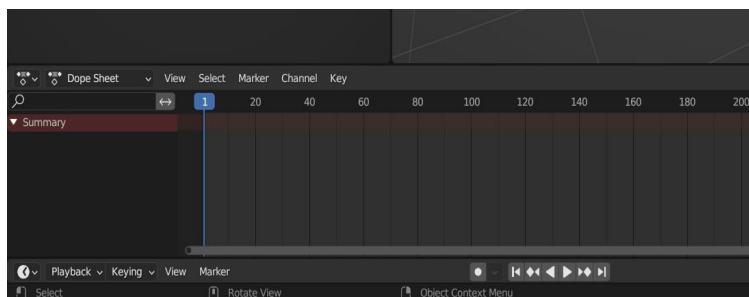 Dope Sheet View Select Marker Channel Key
1 20 40 60 80 100 120 140 160 180 200
Summary
Playback Keying View Marker
Select Rotate View Object Context Menu